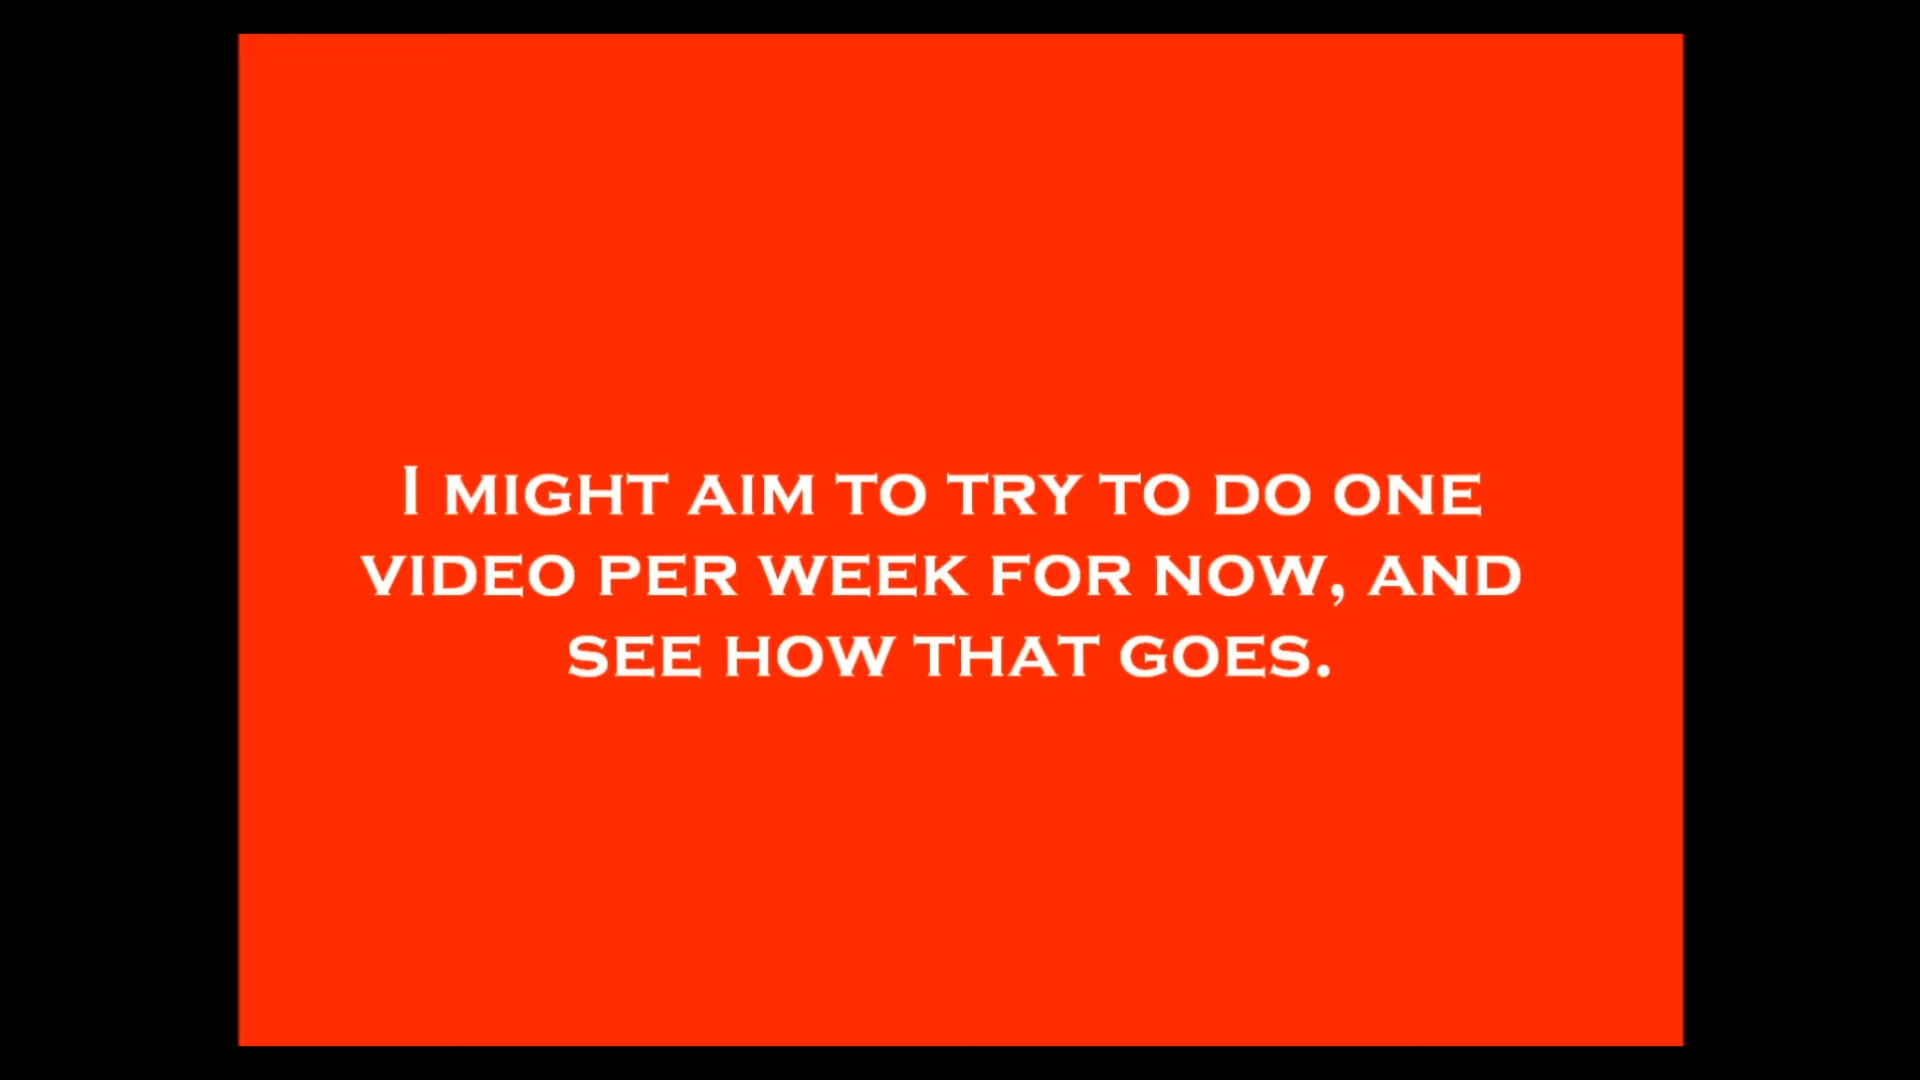 I MIGHT AIM TO TRY TO DO ONE
VIDEO PER WEEK FOR NOW, AND
SEE HOW THAT GOES.